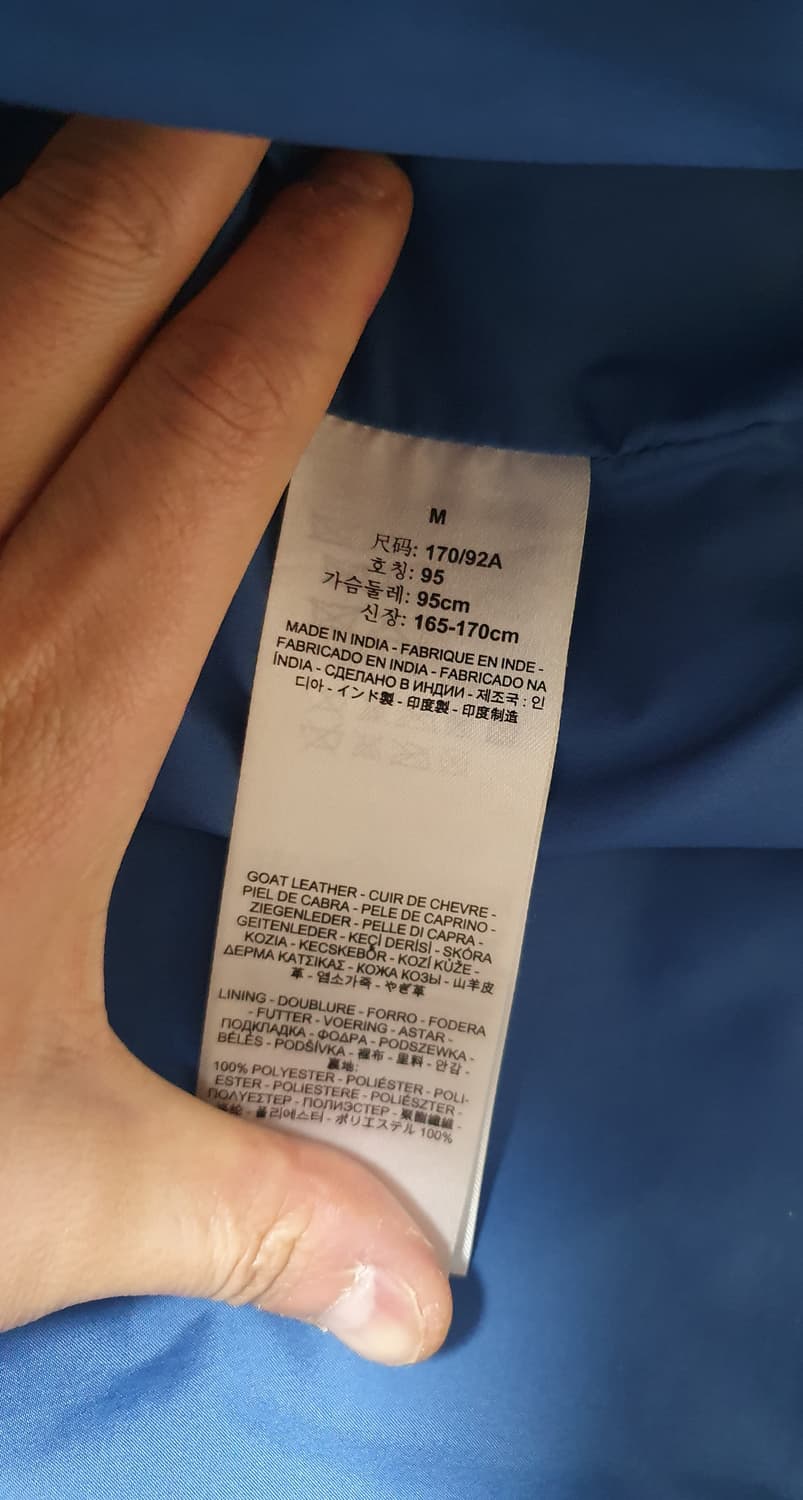 M
尺码: 170/92A
호칭: 95
가슴둘레: 95cm
신장: 165-170cm
MADE IN INDIA - FABRIQUE EN INDE -
FABRICADO EN INDIA - FABRICADO NA
ÍNDIA - СДЕЛАНО В ИНДИИ - 제조국 : 인
디아 - インド製 - 印度製 - 印度制造
GOAT LEATHER - CUIR DE CHEVRE -
PIEL DE CABRA - PELE DE CAPRINO -
ZIEGENLEDER - PELLE DI CAPRA -
GEITENLEDER - KEÇİ DERİSİ - SKÓRA
KOZIA - KECSKEBŐR - KOZÍ KŮŽE -
ΔΕΡΜΑ ΚΑΤΣΙΚΑΣ - КОЖА КОЗЫ - 山羊皮
革 - 염소가죽 - やぎ革
LINING - DOUBLURE - FORRO - FODERA
- FUTTER - VOERING - ASTAR -
ПОДКЛАДКА - ΦΟΔΡΑ - PODSZEWKA -
BÉLÉS - PODŠÍVKA - 裡布 - 里料 - 안감 -
裏地:
100% POLYESTER - POLIÉSTER - POLI-
ESTER - POLIESTERE - POLIÉSZTER -
ΠΟΛΥΕΣΤΕΡ - ПОЛИЭСТЕР - 聚酯纖維 -
- 폴리에스터 - ポリエステル 100%